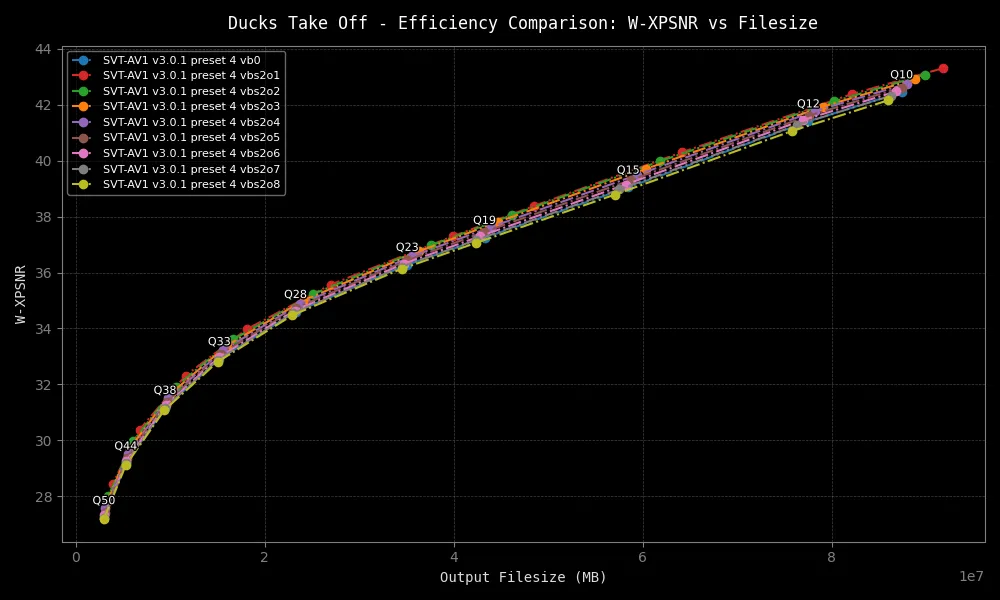 Ducks Take Off - Efficiency Comparison: W-XPSNR vs Filesize
44
42
40
38
36
34
32
30
28
W-XPSNR
SVT-AV1 v3.0.1 preset 4 vb0
SVT-AV1 v3.0.1 preset 4 vbs2o1
SVT-AV1 v3.0.1 preset 4 vbs2o2
SVT-AV1 v3.0.1 preset 4 vbs2o3
SVT-AV1 v3.0.1 preset 4 vbs2o4
SVT-AV1 v3.0.1 preset 4 vbs2o5
SVT-AV1 v3.0.1 preset 4 vbs2o6
SVT-AV1 v3.0.1 preset 4 vbs2o7
SVT-AV1 v3.0.1 preset 4 vbs2o8
Q10
Q12
Q15
Q19
Q23
Q28
Q33
Q38
Q44
Q50
0 2 4 6 8
1e7
Output Filesize (MB)